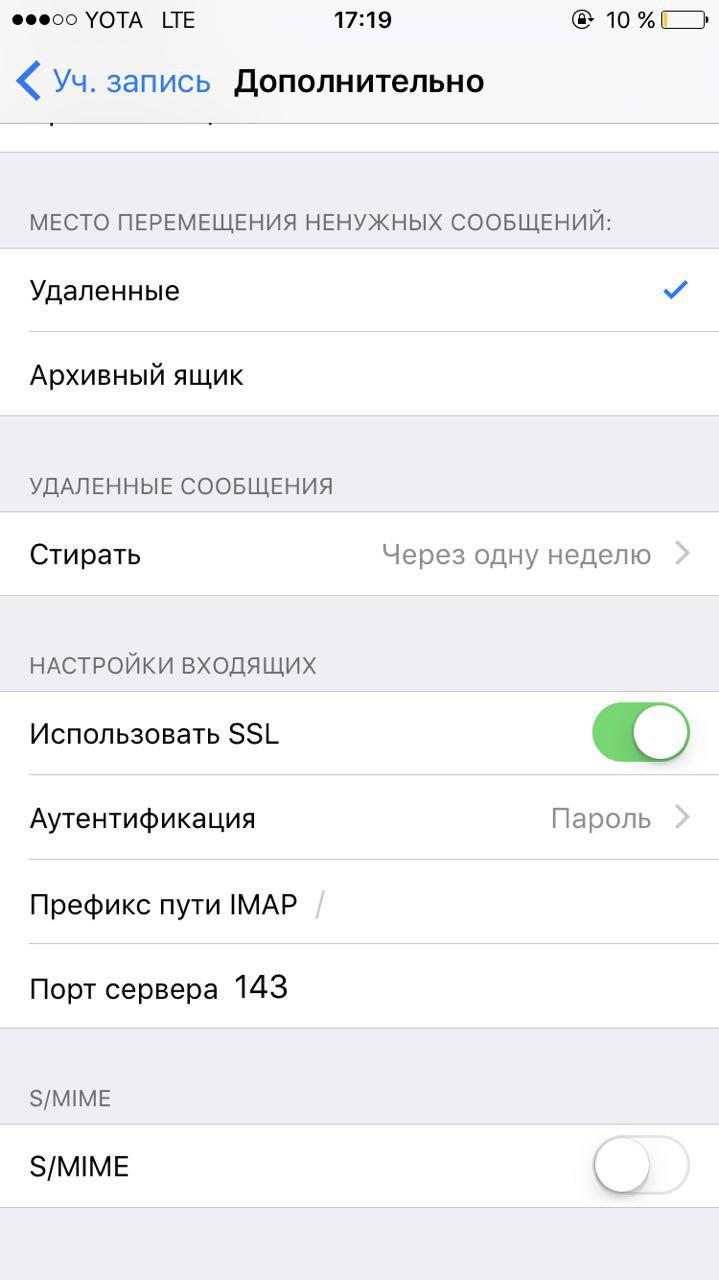 YOTA LTE 17:19 10 %
Уч. запись Дополнительно
МЕСТО ПЕРЕМЕЩЕНИЯ НЕНУЖНЫХ СООБЩЕНИЙ:
Удаленные
Архивный ящик
УДАЛЕННЫЕ СООБЩЕНИЯ
Стирать Через одну неделю
НАСТРОЙКИ ВХОДЯЩИХ
Использовать SSL
Аутентификация Пароль
Префикс пути IMAP /
Порт сервера 143
S/MIME
S/MIME